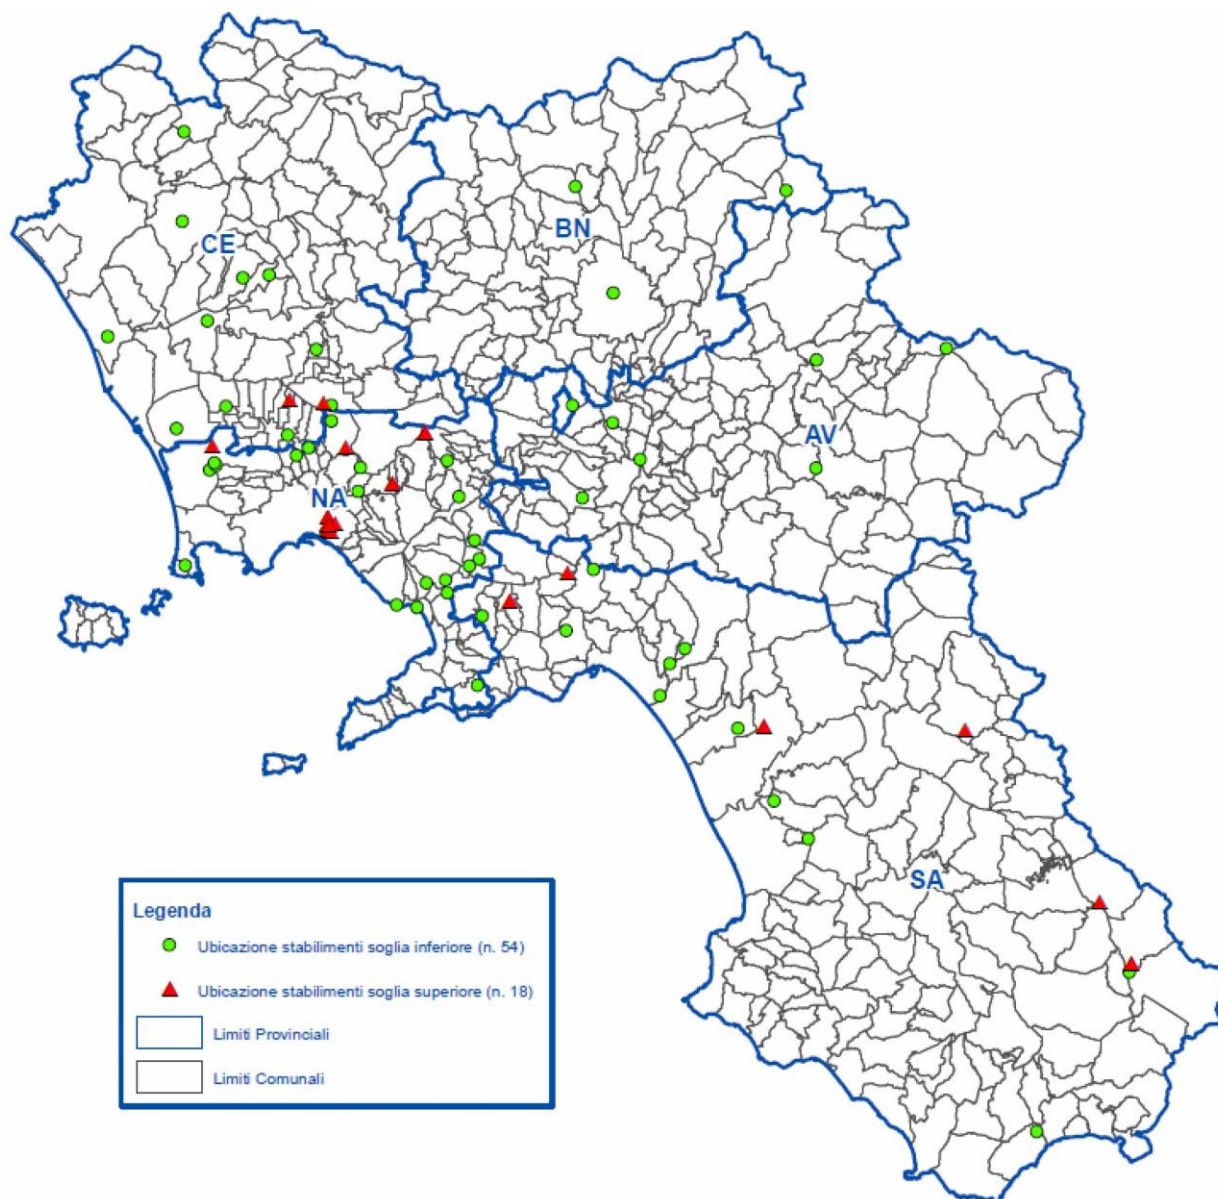 BN
CE
AV
NA
SA
Legenda
Ubicazione stabilimenti soglia inferiore (n. 54)
Ubicazione stabilimenti soglia superiore (n. 18)
Limiti Provinciali
Limiti Comunali